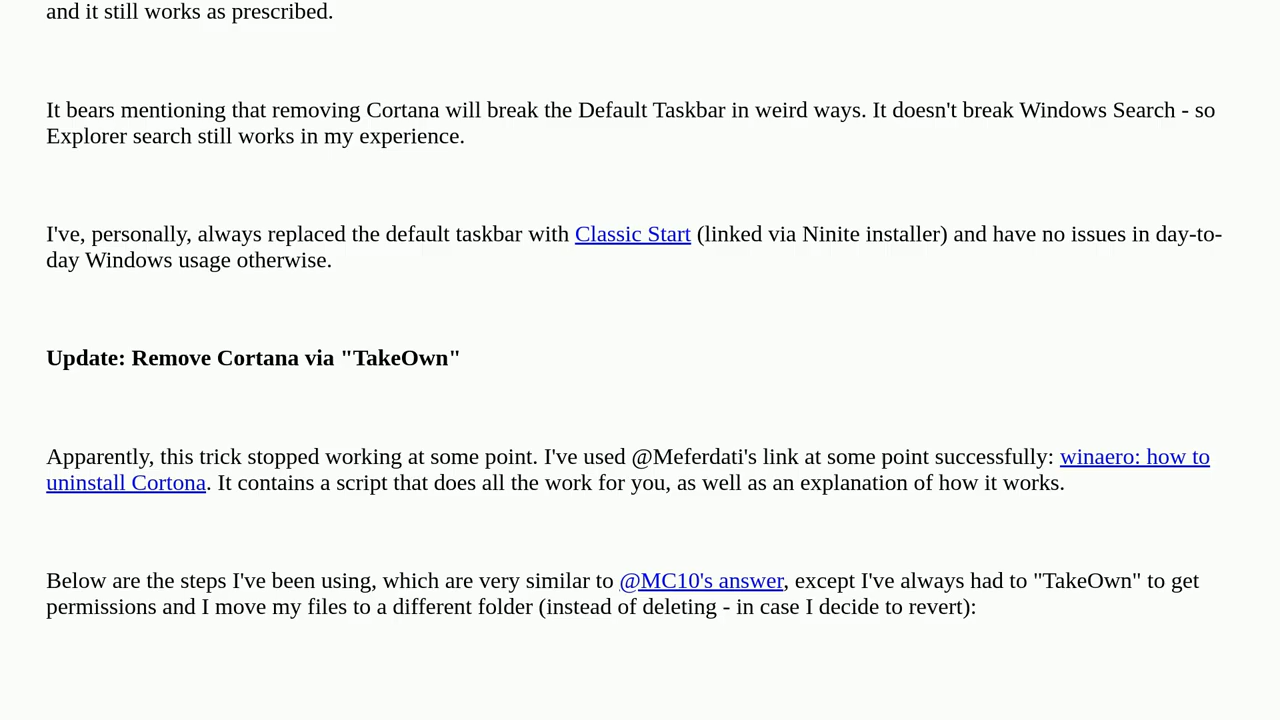 and it still works as prescribed.
It bears mentioning that removing Cortana will break the Default Taskbar in weird ways. It doesn't break Windows Search - so
Explorer search still works in my experience.
I've, personally, always replaced the default taskbar with Classic Start (linked via Ninite installer) and have no issues in day-to-
day Windows usage otherwise.
Update: Remove Cortana via "TakeOwn"
Apparently, this trick stopped working at some point. I've used @Meferdati's link at some point successfully: winaero: how to
uninstall Cortona. It contains a script that does all the work for you, as well as an explanation of how it works.
Below are the steps I've been using, which are very similar to @MC10's answer, except I've always had to "TakeOwn" to get
permissions and I move my files to a different folder (instead of deleting - in case I decide to revert):